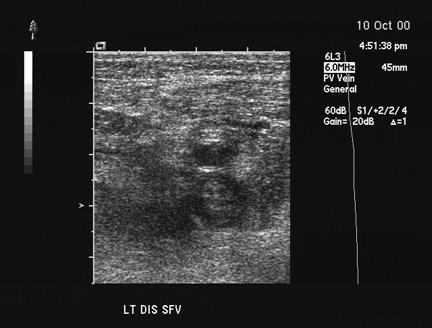 10 Oct 00
4:51:38 pm
6L3
6.0MHz 45mm
PV Vein
General
60dB S1/+2/2/4
Gain= 20dB Δ=1
LT DIS SFV